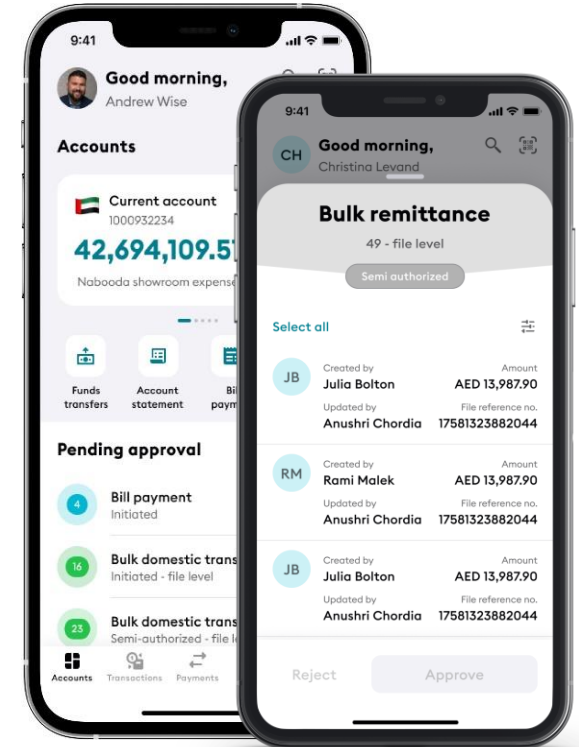 9:41
Good morning,
Andrew Wise
Accounts
Current account
1000932234
42,694,109.5
Nabooda showroom expense
Funds
transfers
Account
statement
Pending approval
4
Bill payment
Initiated
16
Bulk domestic trans
Initiated - file level
23
Bulk domestic trans
Semi-authorized - file
Accounts
Transactions
Payments
9:41
CH
Good morning,
Christina Levand
Bulk remittance
49 - file level
Semi authorized
Select all
JB
Created by
Julia Bolton
Amount
AED 13,987.90
Updated by
Anushri Chordia
File reference no.
17581323882044
RM
Created by
Rami Malek
Amount
AED 13,987.90
Updated by
Anushri Chordia
File reference no.
17581323882044
JB
Created by
Julia Bolton
Amount
AED 13,987.90
Updated by
Anushri Chordia
File reference no.
17581323882044
Reject
Approve